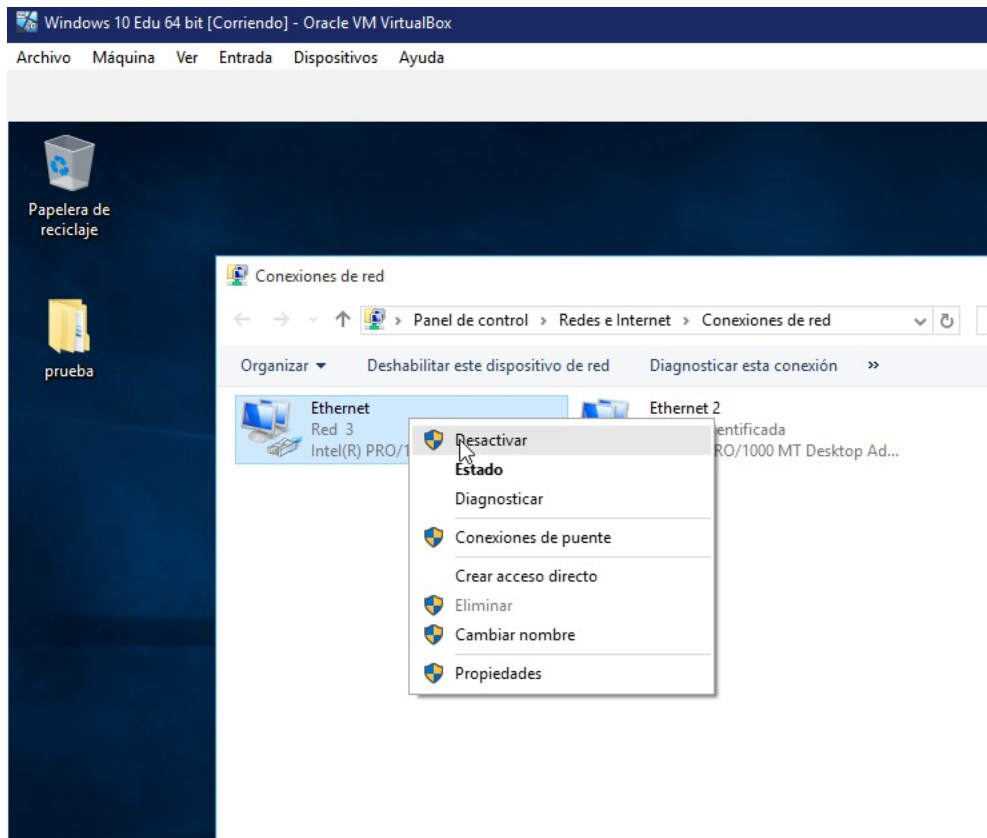 Windows 10 Edu 64 bit [Corriendo] - Oracle VM VirtualBox
Archivo Máquina Ver Entrada Dispositivos Ayuda
Papelera de
reciclaje
prueba
Conexiones de red
Panel de control > Redes e Internet > Conexiones de red
Organizar Deshabilitar este dispositivo de red Diagnosticar esta conexión »
Ethernet
Red 3
Intel(R) PRO/1
Ethernet 2
entificada
RO/1000 MT Desktop Ad...
Desactivar
Estado
Diagnosticar
Conexiones de puente
Crear acceso directo
Eliminar
Cambiar nombre
Propiedades